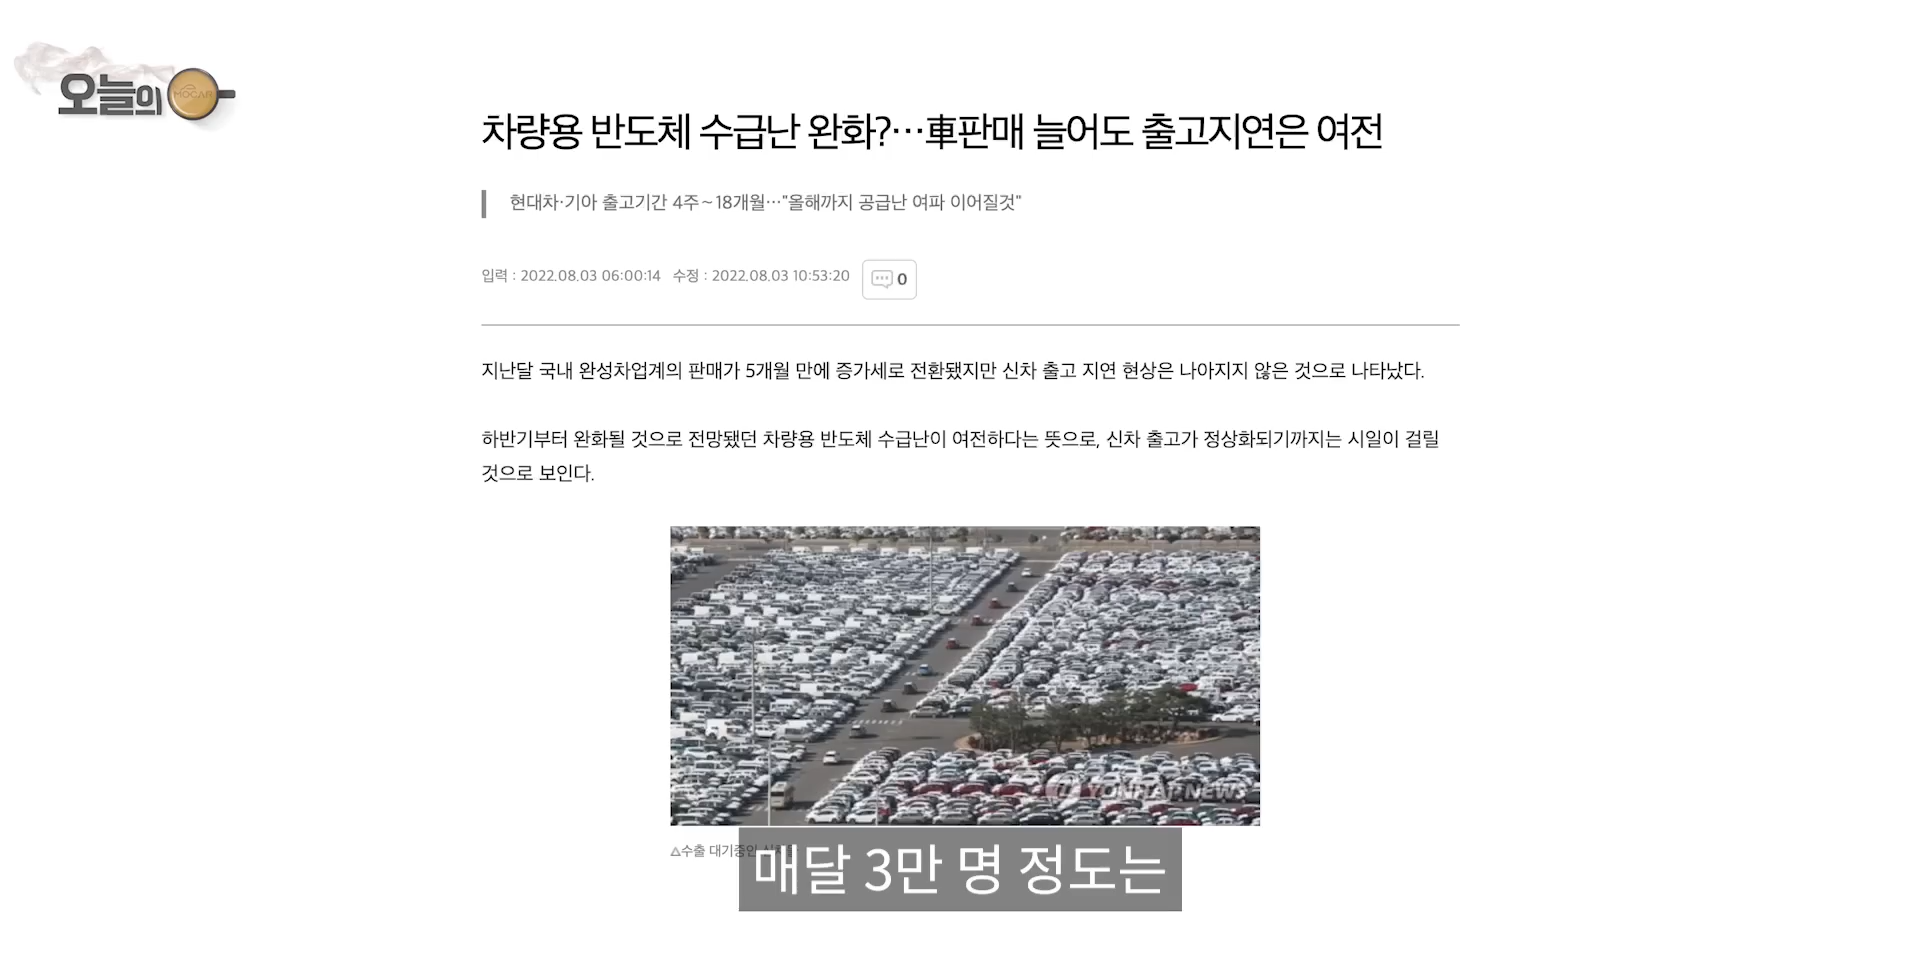 오늘의
MOCAR
차량용 반도체 수급난 완화?…車판매 늘어도 출고지연은 여전
현대차·기아 출고기간 4주~18개월…"올해까지 공급난 여파 이어질것"
입력 : 2022.08.03 06:00:14 수정 : 2022.08.03 10:53:20 0
지난달 국내 완성차업계의 판매가 5개월 만에 증가세로 전환됐지만 신차 출고 지연 현상은 나아지지 않은 것으로 나타났다.
하반기부터 완화될 것으로 전망됐던 차량용 반도체 수급난이 여전하다는 뜻으로, 신차 출고가 정상화되기까지는 시일이 걸릴
것으로 보인다.
YONHAP NEWS
△수출 대기중인
매달 3만 명 정도는